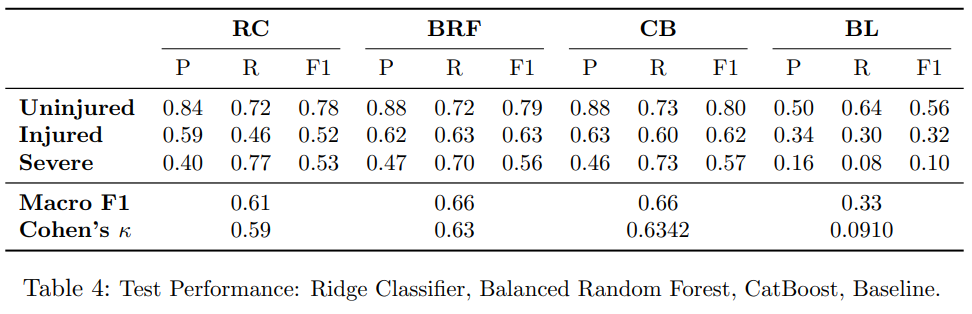 RC BRF CB BL
P R F1 P R F1 P R F1 P R F1
Uninjured 0.84 0.72 0.78 0.88 0.72 0.79 0.88 0.73 0.80 0.50 0.64 0.56
Injured 0.59 0.46 0.52 0.62 0.63 0.63 0.63 0.60 0.62 0.34 0.30 0.32
Severe 0.40 0.77 0.53 0.47 0.70 0.56 0.46 0.73 0.57 0.16 0.08 0.10
Macro F1 0.61 0.66 0.66 0.33
Cohen's κ 0.59 0.63 0.6342 0.0910
Table 4: Test Performance: Ridge Classifier, Balanced Random Forest, CatBoost, Baseline.